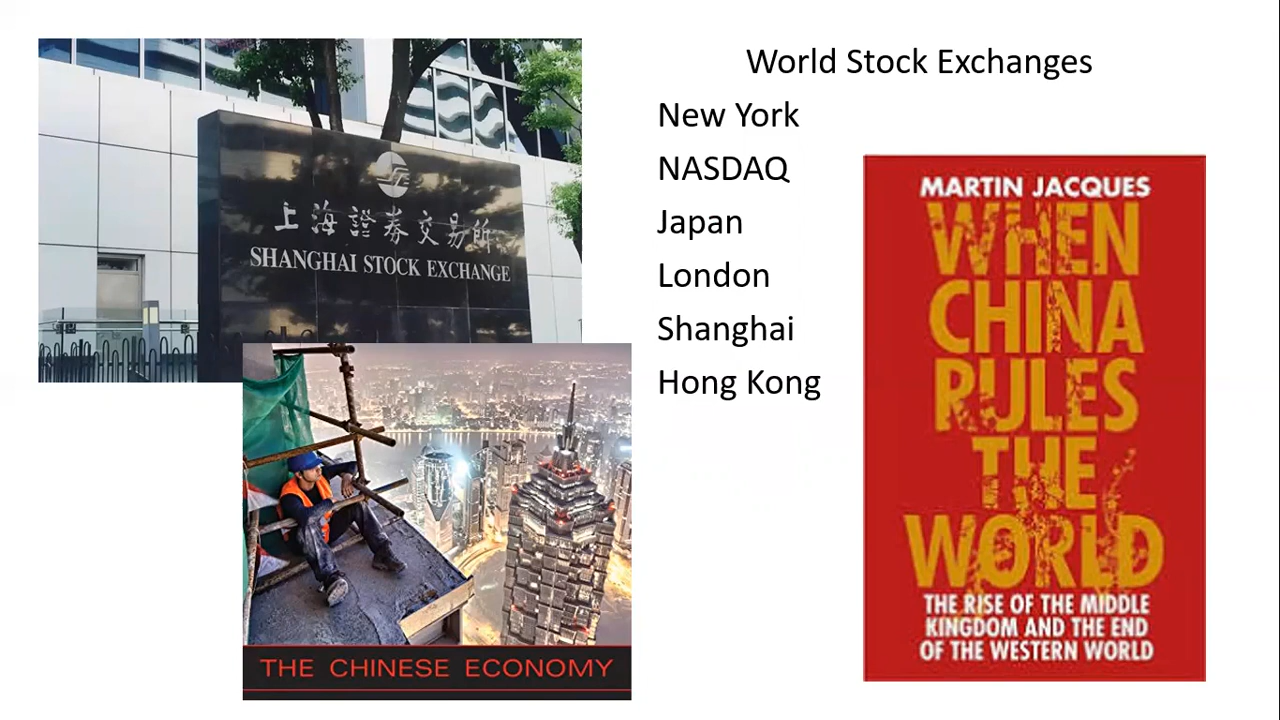 上海證券交易所
SHANGHAI STOCK EXCHANGE
THE CHINESE ECONOMY
World Stock Exchanges
New York
NASDAQ
Japan
London
Shanghai
Hong Kong
MARTIN JACQUES
WHEN
CHINA
RULES
THE
WORLD
THE RISE OF THE MIDDLE
KINGDOM AND THE END
OF THE WESTERN WORLD